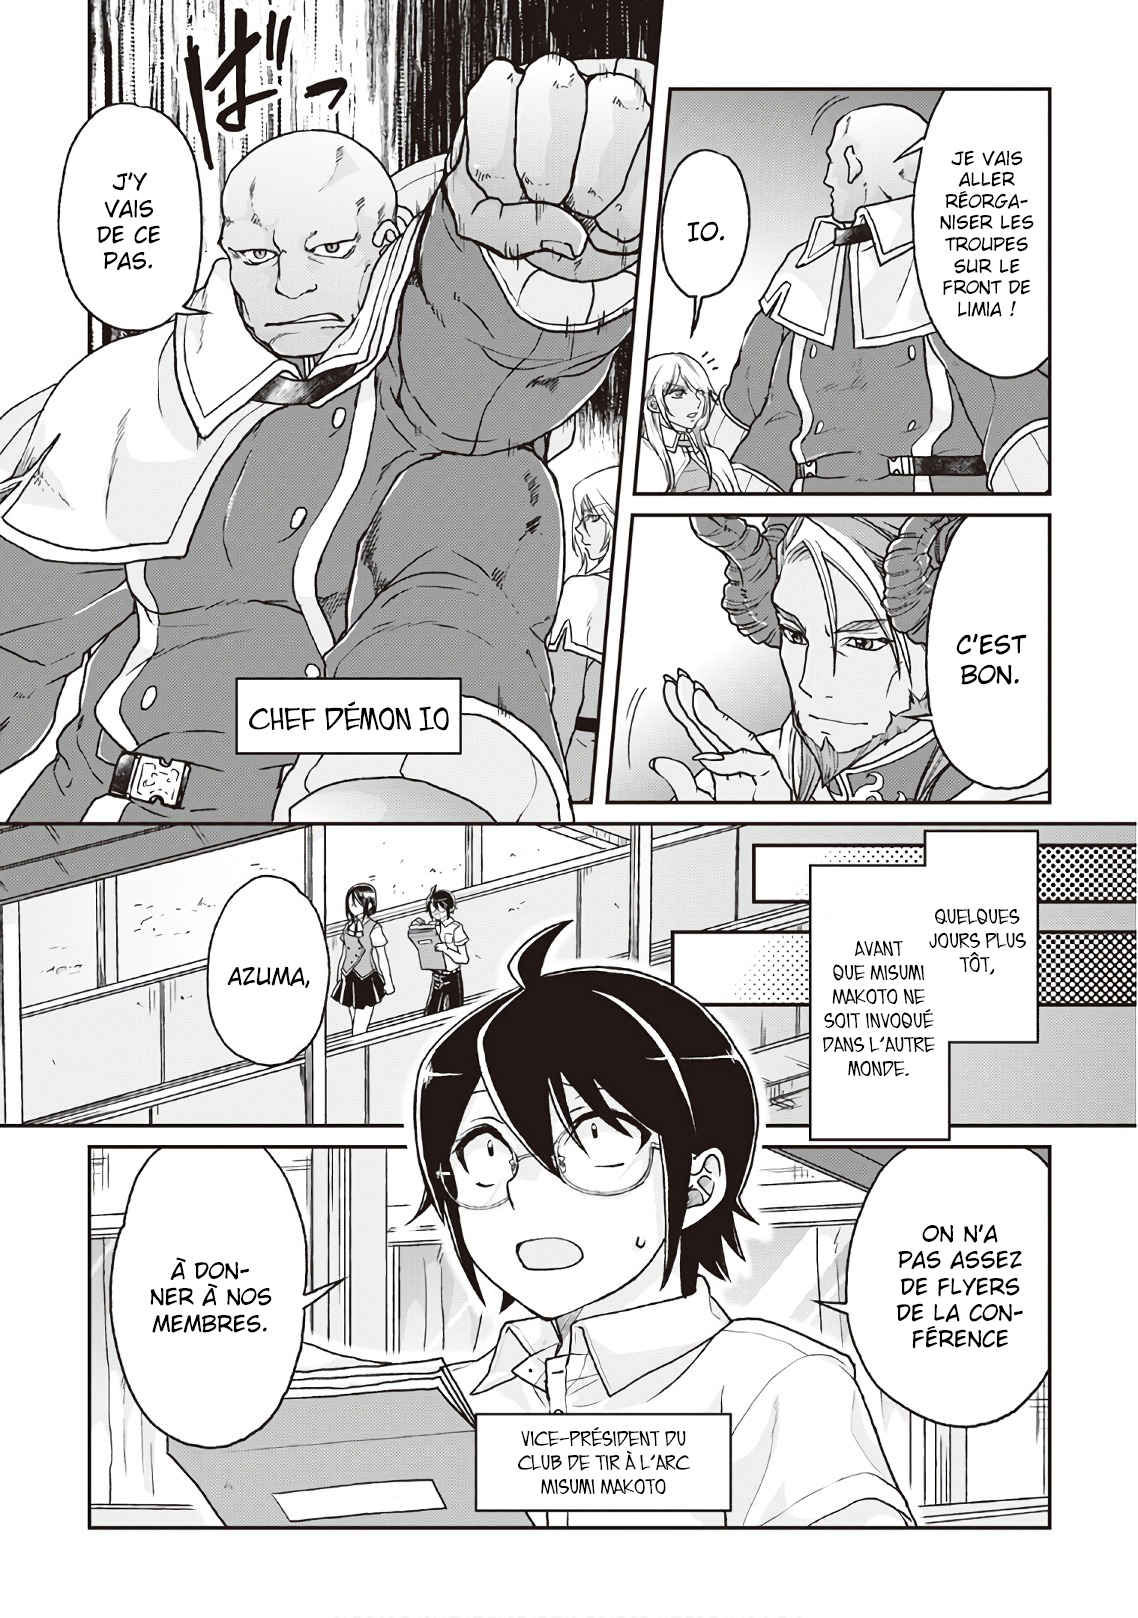 JE VAIS
ALLER
RÉORGA-
NISER LES
TROUPES
SUR LE
FRONT DE
LIMIA !
IO.
ばっ
J'Y
VAIS
DE CE
PAS.
CHEF DÉMON IO
C'EST
BON.
QUELQUES
JOURS PLUS
TÔT,
AVANT
QUE MISUMI
MAKOTO NE
SOIT INVOQUÉ
DANS L'AUTRE
MONDE.
AZUMA,
ON N'A
PAS ASSEZ
DE FLYERS
DE LA CON-
FÉRENCE
À DON-
NER À NOS
MEMBRES.
VICE-PRÉSIDENT DU
CLUB DE TIR À L'ARC
MISUMI MAKOTO